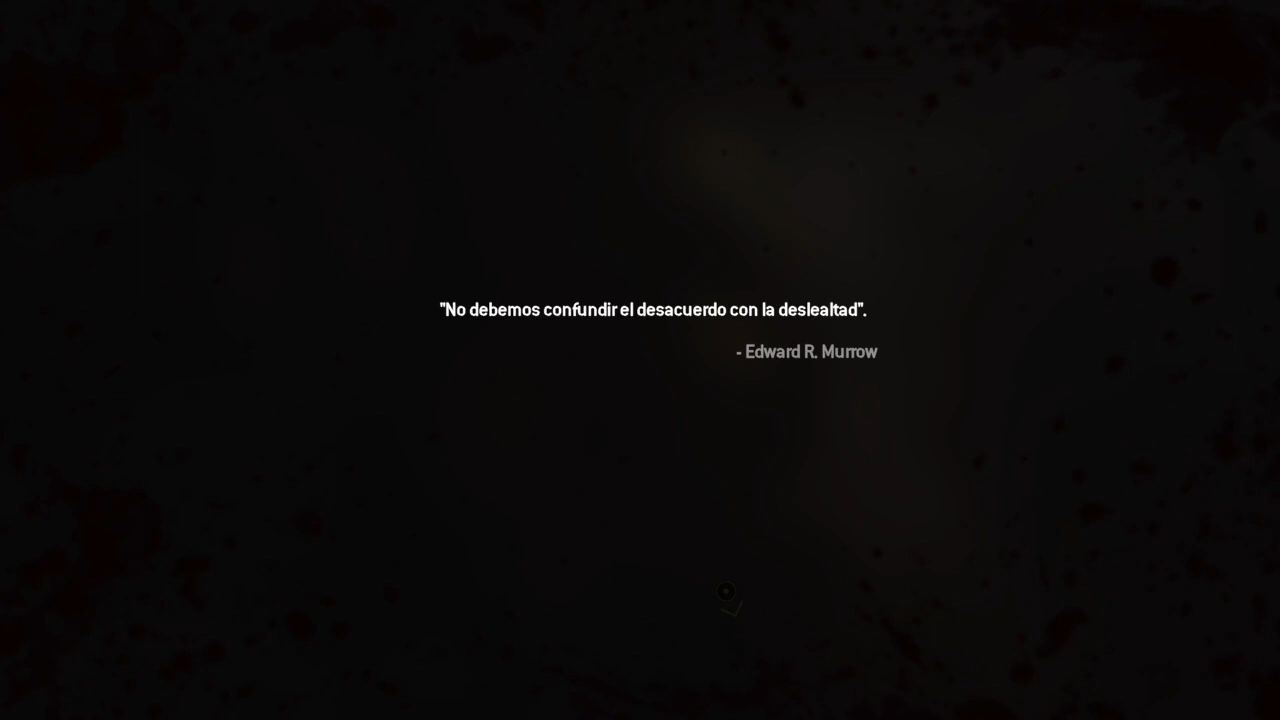 "No debemos confundir el desacuerdo con la deslealtad".
- Edward R. Murrow